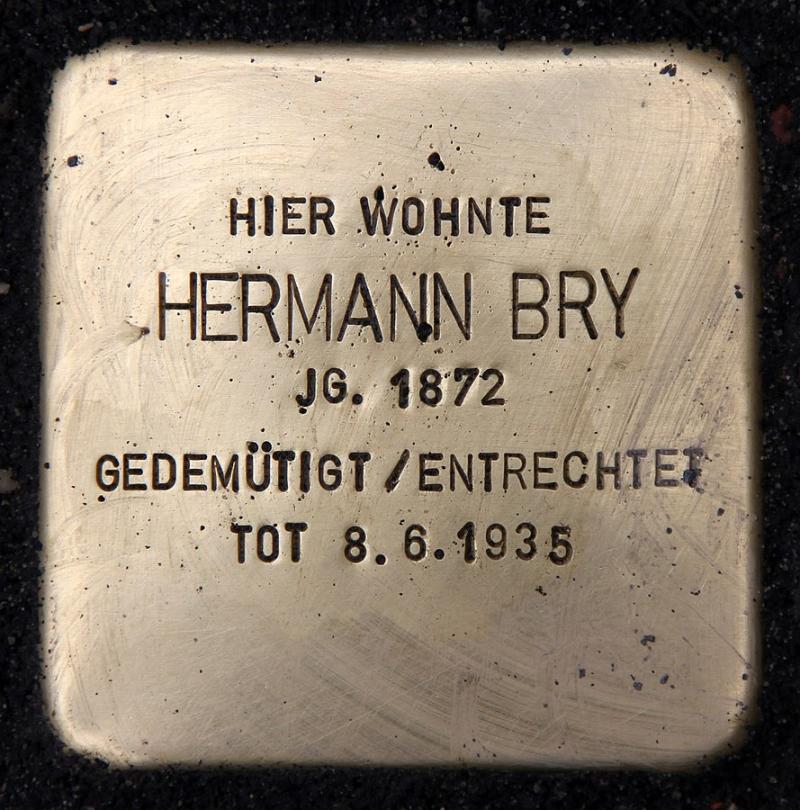 HIER WOHNTE
HERMANN BRY
JG. 1872
GEDEMÜTIGT/ENTRECHTET
TOT 8.6.1935